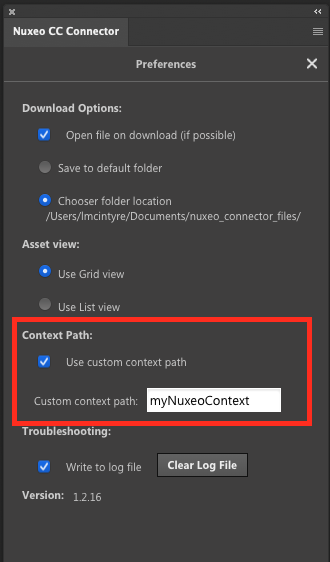 Nuxeo CC Connector
Preferences
Download Options:
Open file on download (if possible)
Save to default folder
Chooser folder location
/Users/lmcintyre/Documents/nuxeo_connector_files/
Asset view:
Use Grid view
Use List view
Context Path:
Use custom context path
Custom context path: myNuxeoContext
Troubleshooting:
Write to log file Clear Log File
Version: 1.2.16